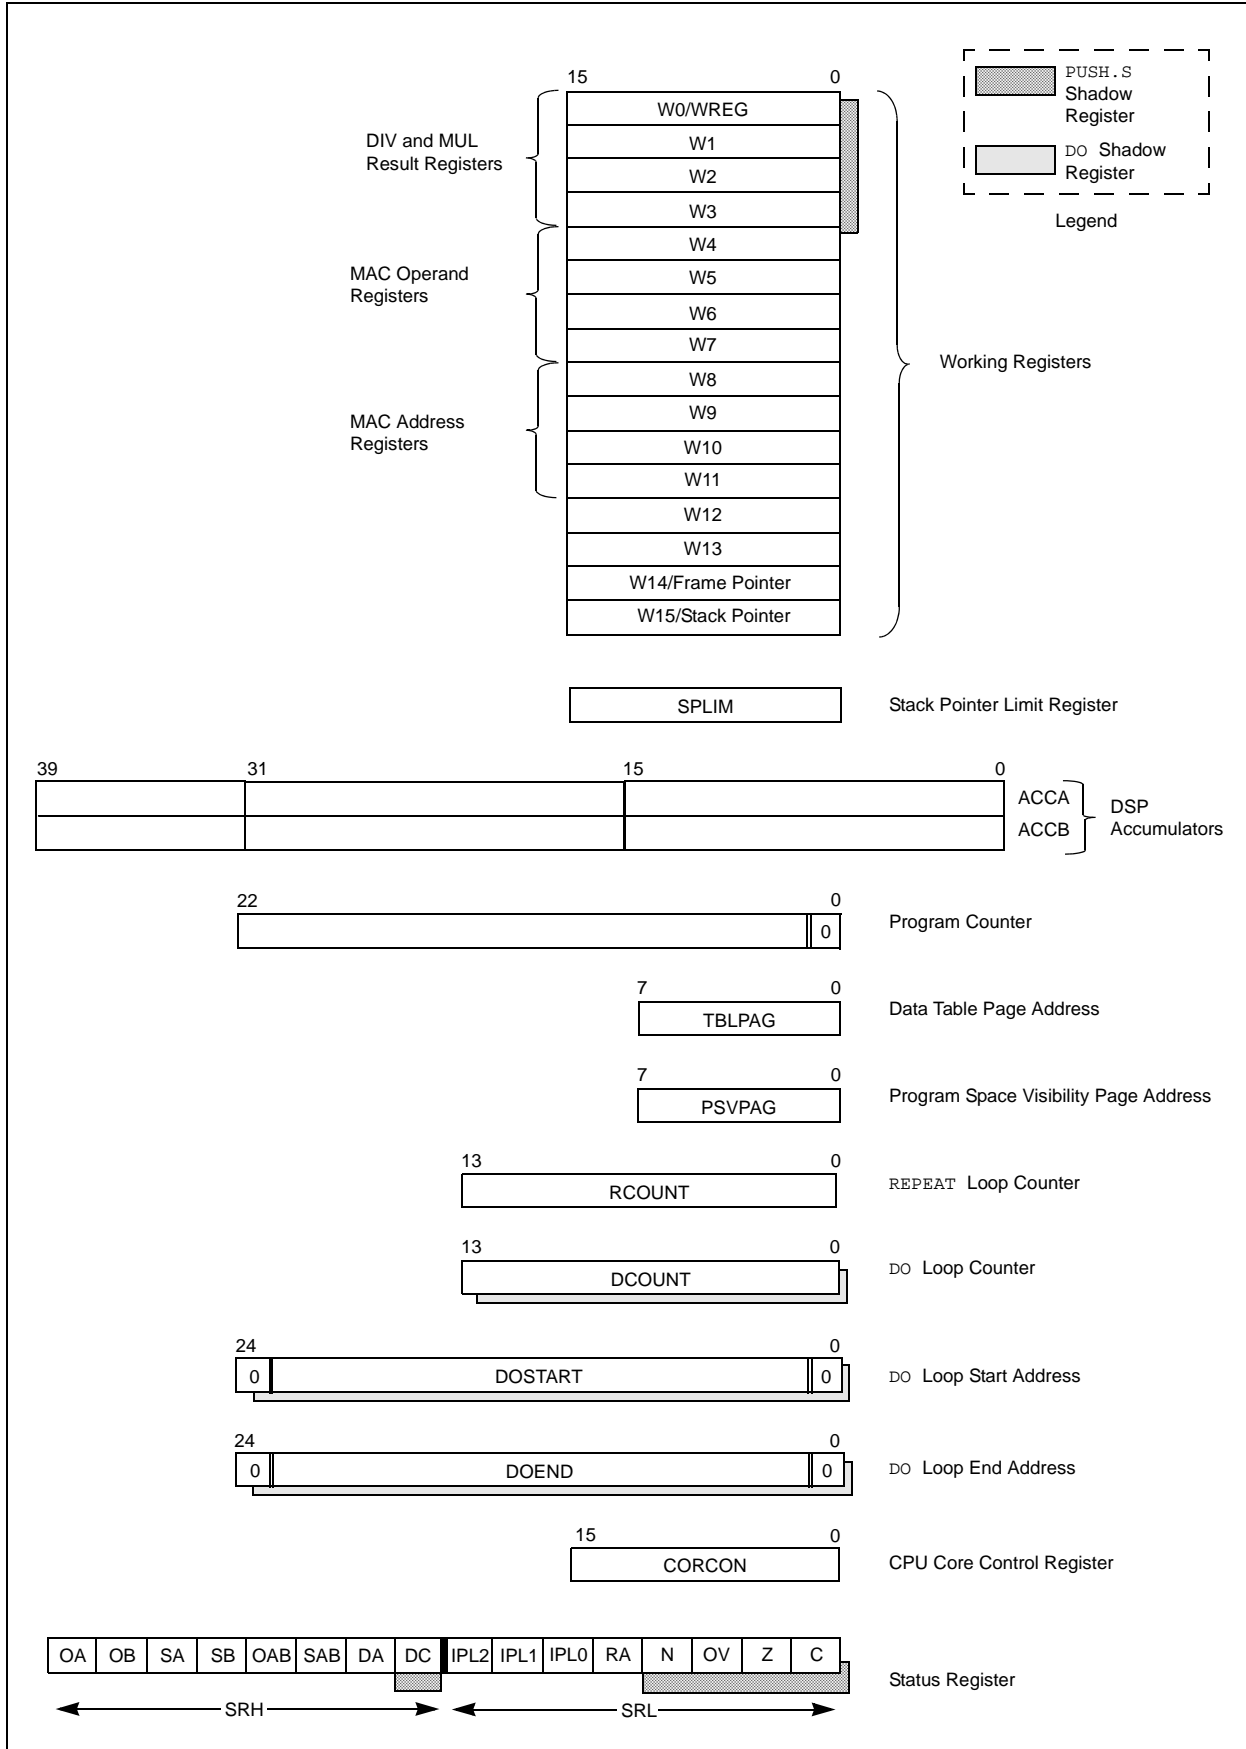 15 0
PUSH.S
Shadow
Register
DO Shadow
Register
Legend
DIV and MUL
Result Registers
MAC Operand
Registers
MAC Address
Registers
W0/WREG
W1
W2
W3
W4
W5
W6
W7
W8
W9
W10
W11
W12
W13
W14/Frame Pointer
W15/Stack Pointer
Working Registers
SPLIM
Stack Pointer Limit Register
39 31 15 0
ACCA
ACCB
DSP
Accumulators
22 0
0
Program Counter
7 0
TBLPAG
Data Table Page Address
7 0
PSVPAG
Program Space Visibility Page Address
13 0
RCOUNT
REPEAT Loop Counter
13 0
DCOUNT
DO Loop Counter
24 0
0 DOSTART 0
DO Loop Start Address
24 0
0 DOEND 0
DO Loop End Address
15 0
CORCON
CPU Core Control Register
OA OB SA SB OAB SAB DA DC IPL2 IPL1 IPL0 RA N OV Z C
Status Register
SRH SRL